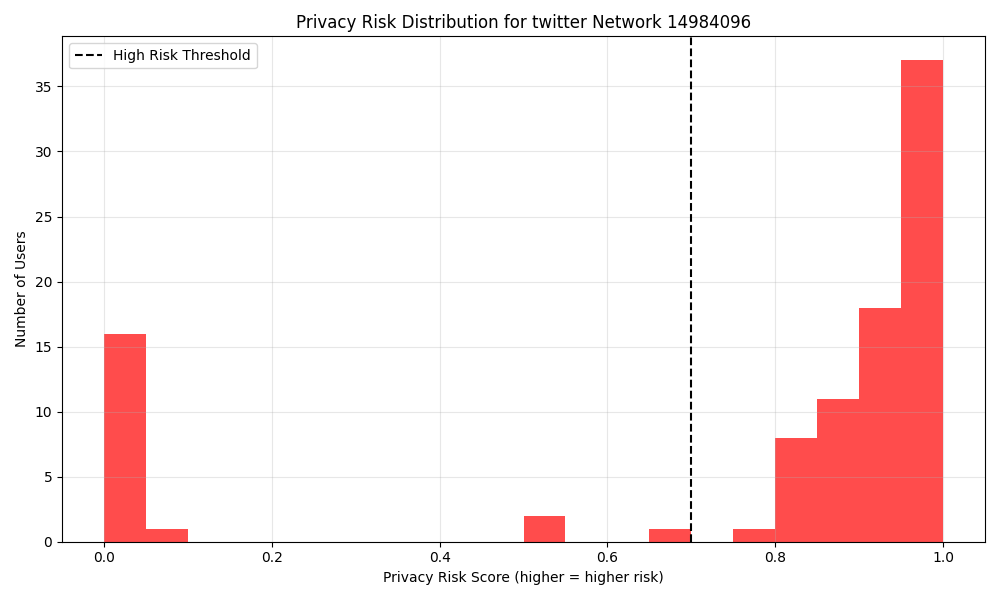 Privacy Risk Distribution for twitter Network 14984096
High Risk Threshold
Number of Users
35
30
25
20
15
10
5
0
0.0 0.2 0.4 0.6 0.8 1.0
Privacy Risk Score (higher = higher risk)